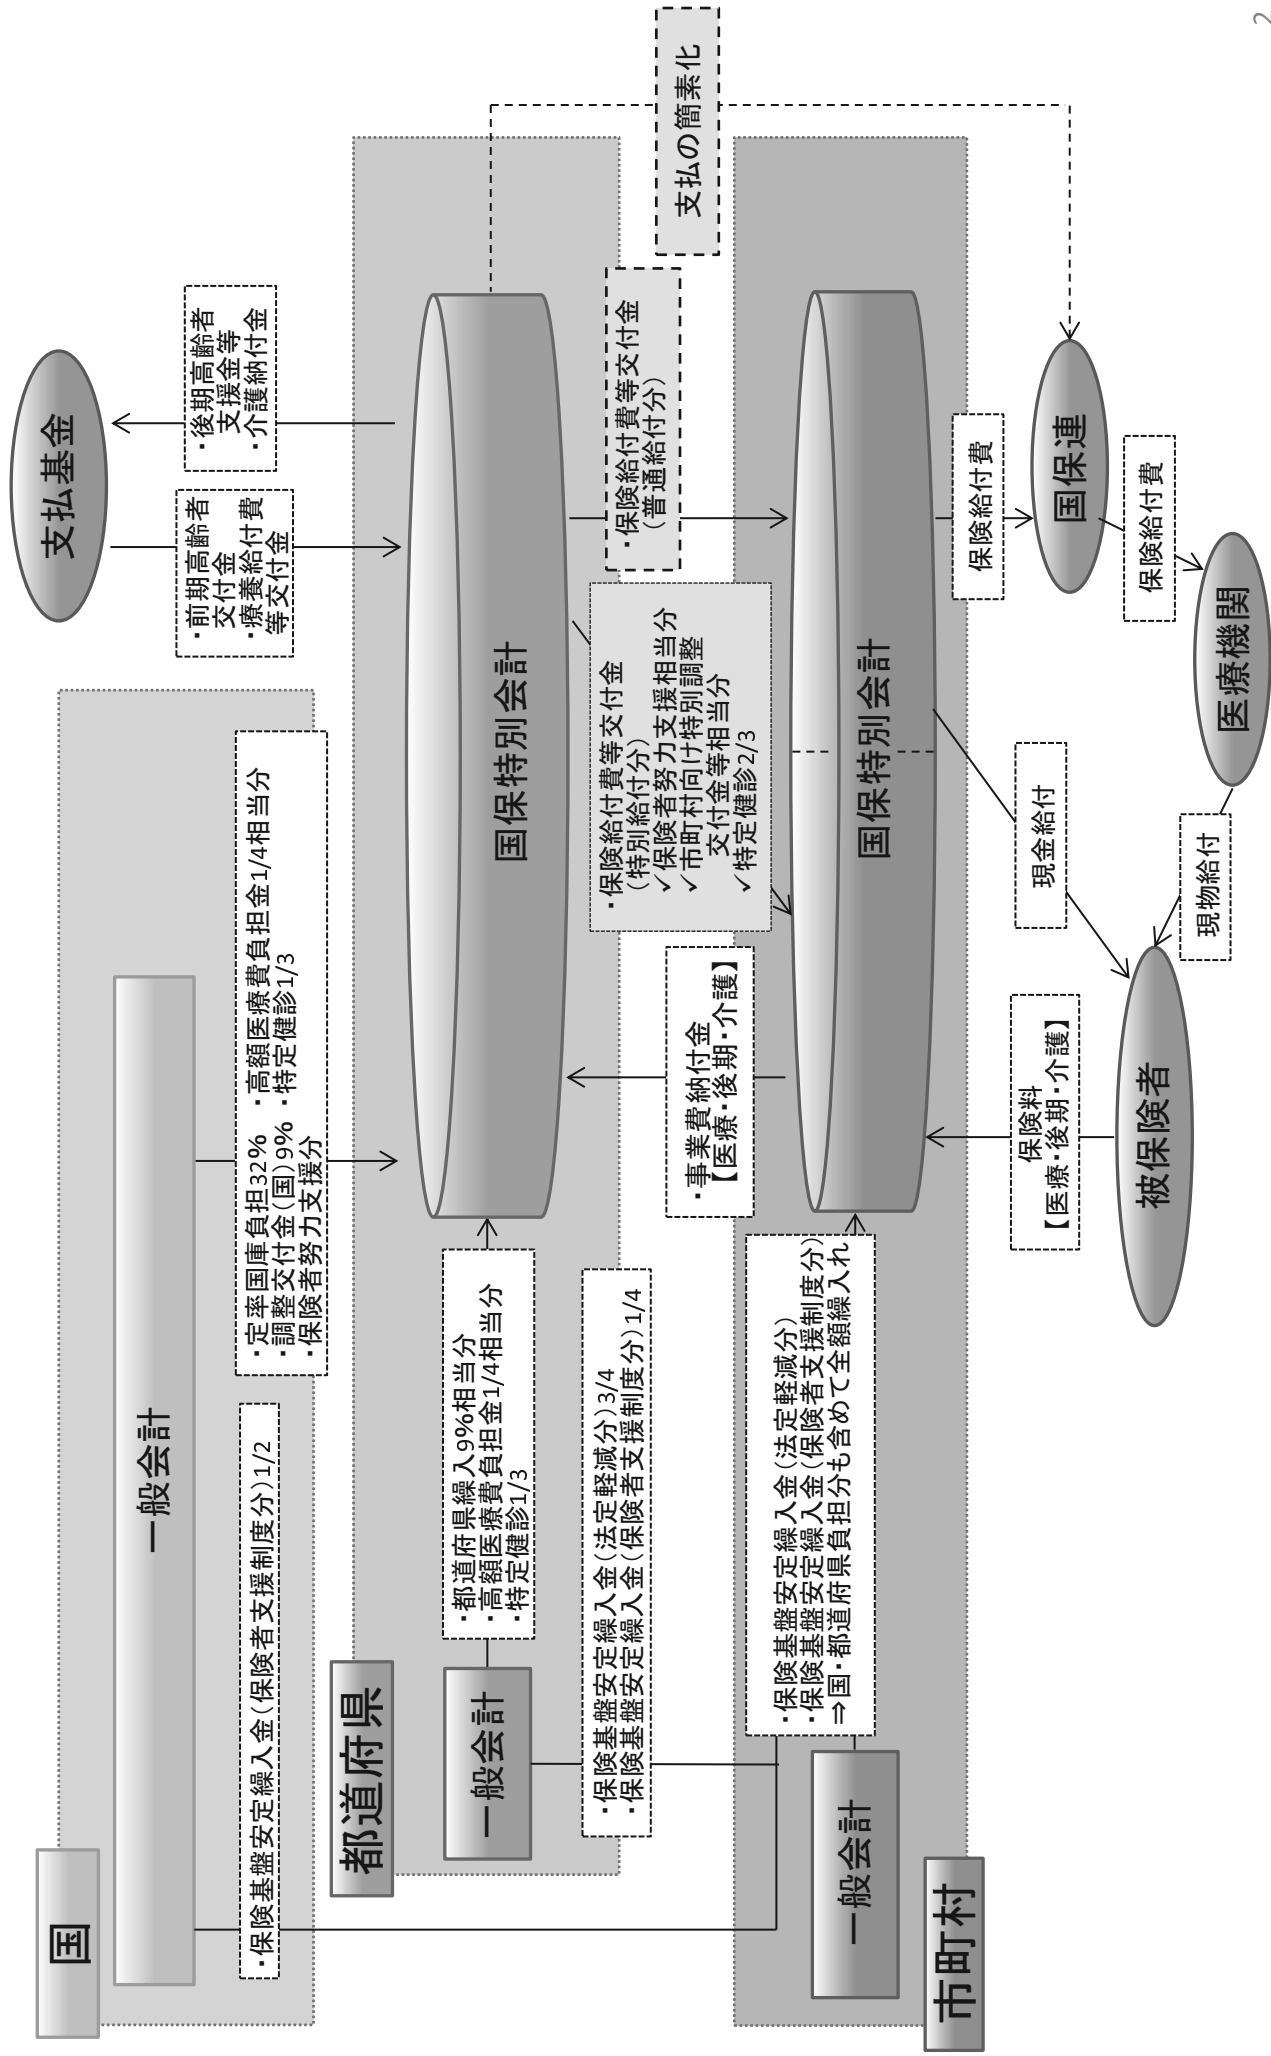 国
一般会計
・保険基盤安定繰入金(保険者支援制度分)1/2
・定率国庫負担32% ・高額医療費負担金1/4相当分
・調整交付金(国)9% ・特定健診1/3
・保険者努力支援分
支払基金
・前期高齢者
交付金
・療養給付費
等交付金
・後期高齢者
支援金等
・介護納付金
都道府県
一般会計
・都道府県繰入9%相当分
・高額医療費負担金1/4相当分
・特定健診1/3
国保特別会計
・保険基盤安定繰入金(法定軽減分)3/4
・保険基盤安定繰入金(保険者支援制度分)1/4
・事業費納付金
【医療・後期・介護】
・保険給付費等交付金
(特別給付分)
✓保険者努力支援相当分
✓市町村向け特別調整
交付金等相当分
✓特定健診2/3
・保険給付費等交付金
(普通給付分)
支払の簡素化
市町村
一般会計
・保険基盤安定繰入金(法定軽減分)
・保険基盤安定繰入金(保険者支援制度分)
⇒国・都道府県負担分も含めて全額繰入れ
国保特別会計
保険料
【医療・後期・介護】
現金給付
保険給付費
国保連
保険給付費
医療機関
現物給付
被保険者
2